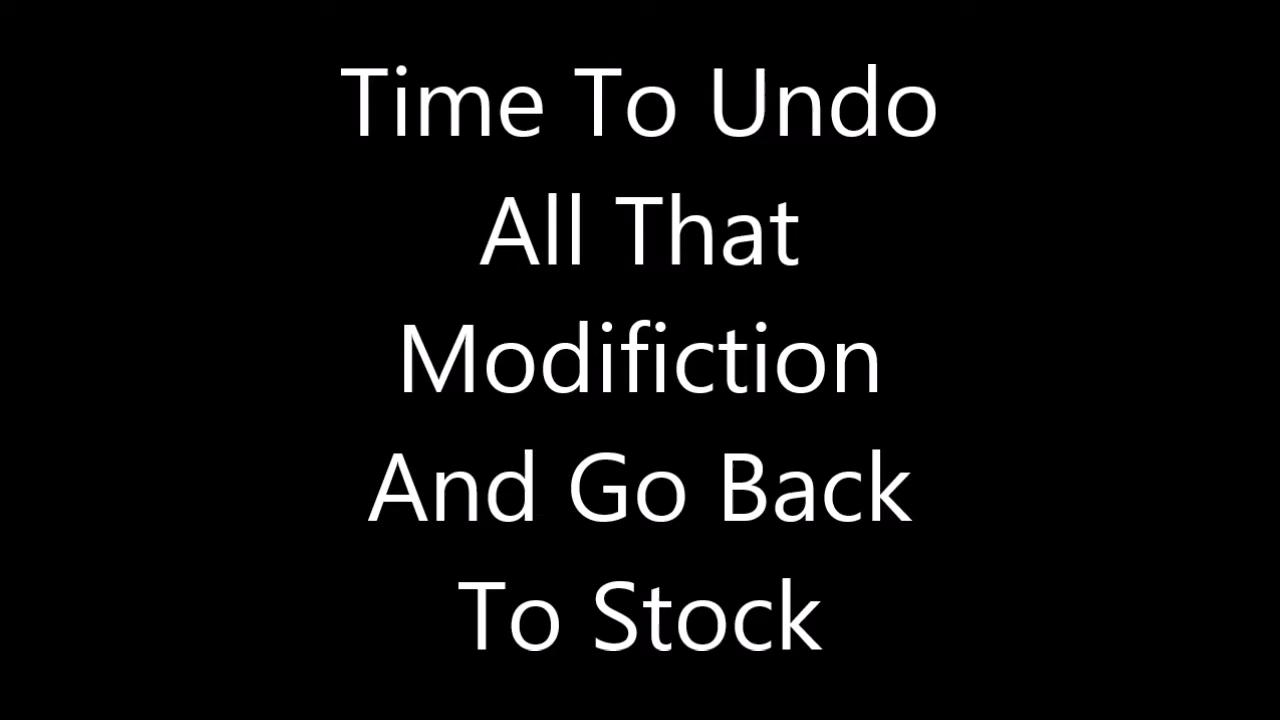 Time To Undo
All That
Modifiction
And Go Back
To Stock